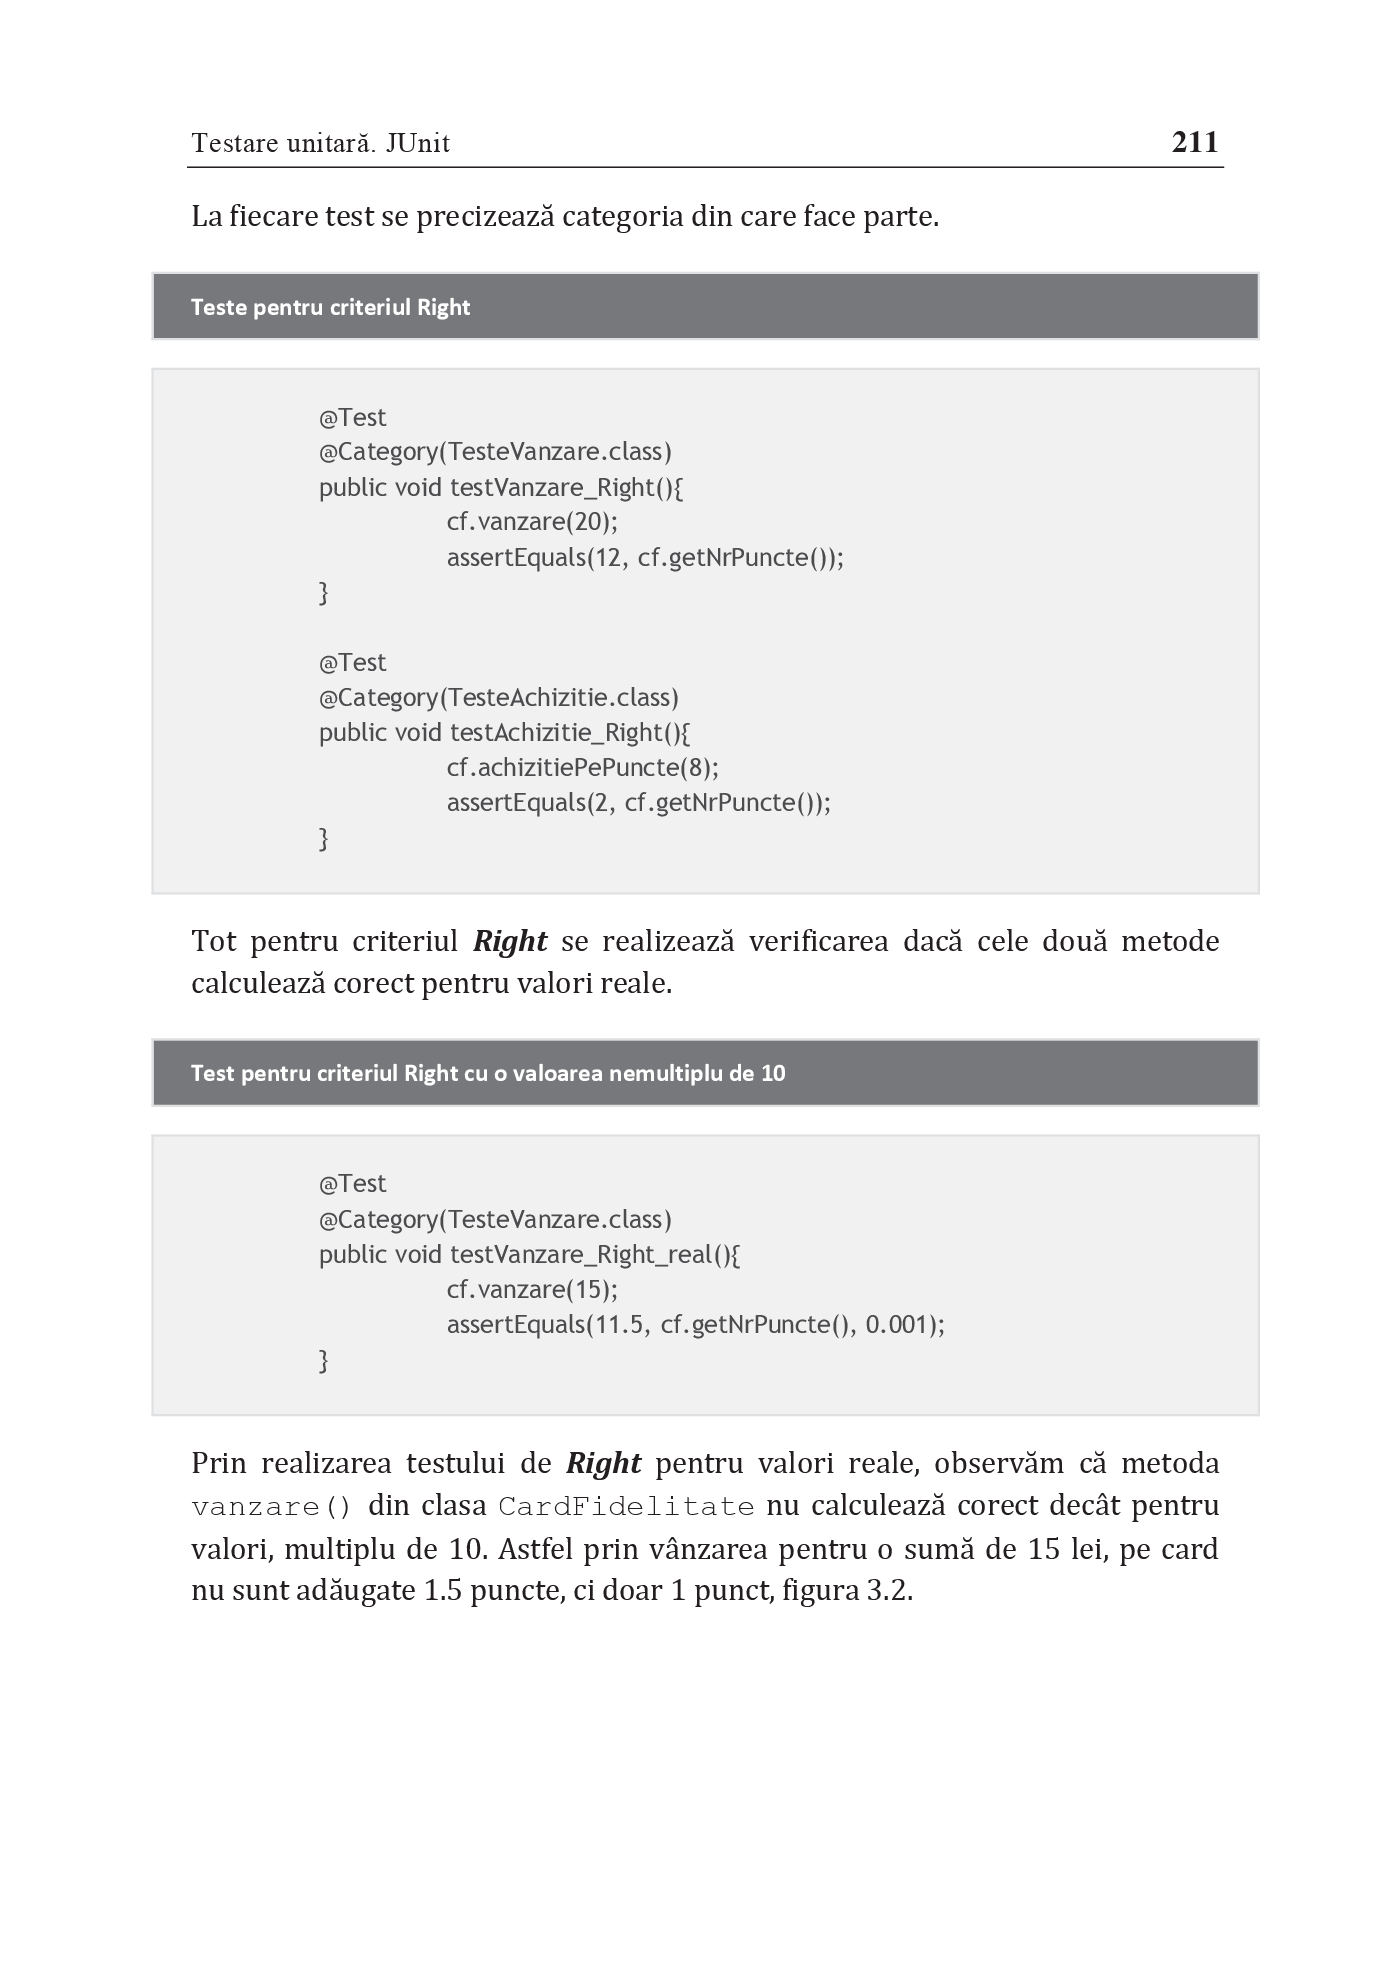 Testare unitară. JUnit 211
La fiecare test se precizează categoria din care face parte.
Teste pentru criteriul Right
@Test
@Category(TesteVanzare.class)
public void testVanzare_Right(){
cf.vanzare(20);
assertEquals(12, cf.getNrPuncte());
}
@Test
@Category(TesteAchizitie.class)
public void testAchizitie_Right(){
cf.achizitiePePuncte(8);
assertEquals(2, cf.getNrPuncte());
}
Tot pentru criteriul Right se realizează verificarea dacă cele două metode
calculează corect pentru valori reale.
Test pentru criteriul Right cu o valoarea nemultiplu de 10
@Test
@Category(TesteVanzare.class)
public void testVanzare_Right_real(){
cf.vanzare(15);
assertEquals(11.5, cf.getNrPuncte(), 0.001);
}
Prin realizarea testului de Right pentru valori reale, observăm că metoda
vanzare() din clasa CardFidelitate nu calculează corect decât pentru
valori, multiplu de 10. Astfel prin vânzarea pentru o sumă de 15 lei, pe card
nu sunt adăugate 1.5 puncte, ci doar 1 punct, figura 3.2.